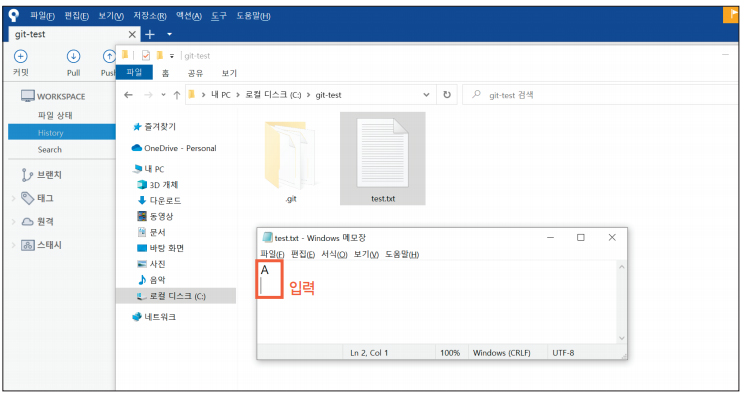 파일(F) 편집(E) 보기(V) 저장소(R) 액션(A) 도구 도움말(H)
git-test
커밋 Pull Pus
WORKSPACE
파일 상태
History
Search
브랜치
태그
원격
스태시
git-test
파일 홈 공유 보기
내 PC > 로컬 디스크 (C:) > git-test
git-test 검색
즐겨찾기
OneDrive - Personal
내 PC
3D 개체
다운로드
동영상
문서
바탕 화면
사진
음악
로컬 디스크 (C:)
네트워크
.git
test.txt
test.txt - Windows 메모장
파일(F) 편집(E) 서식(O) 보기(V) 도움말(H)
A
입력
Ln 2, Col 1 100% Windows (CRLF) UTF-8